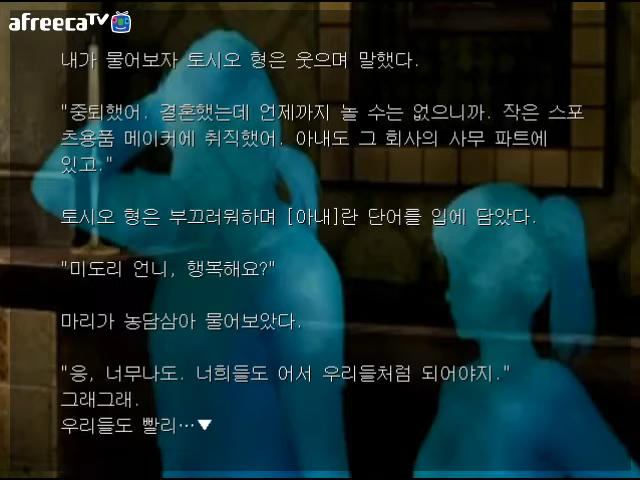 afreecaTV
내가 물어보자 토시오 형은 웃으며 말했다.
"중퇴했어. 결혼했는데 언제까지 놀 수는 없으니까. 작은 스포
츠용품 메이커에 취직했어. 아내도 그 회사의 사무 파트에
있고."
토시오 형은 부끄러워하며 [아내]란 단어를 입에 담았다.
"미도리 언니, 행복해요?"
마리가 농담삼아 물어보았다.
"응, 너무나도. 너희들도 어서 우리들처럼 되어야지."
그래그래.
우리들도 빨리…▼